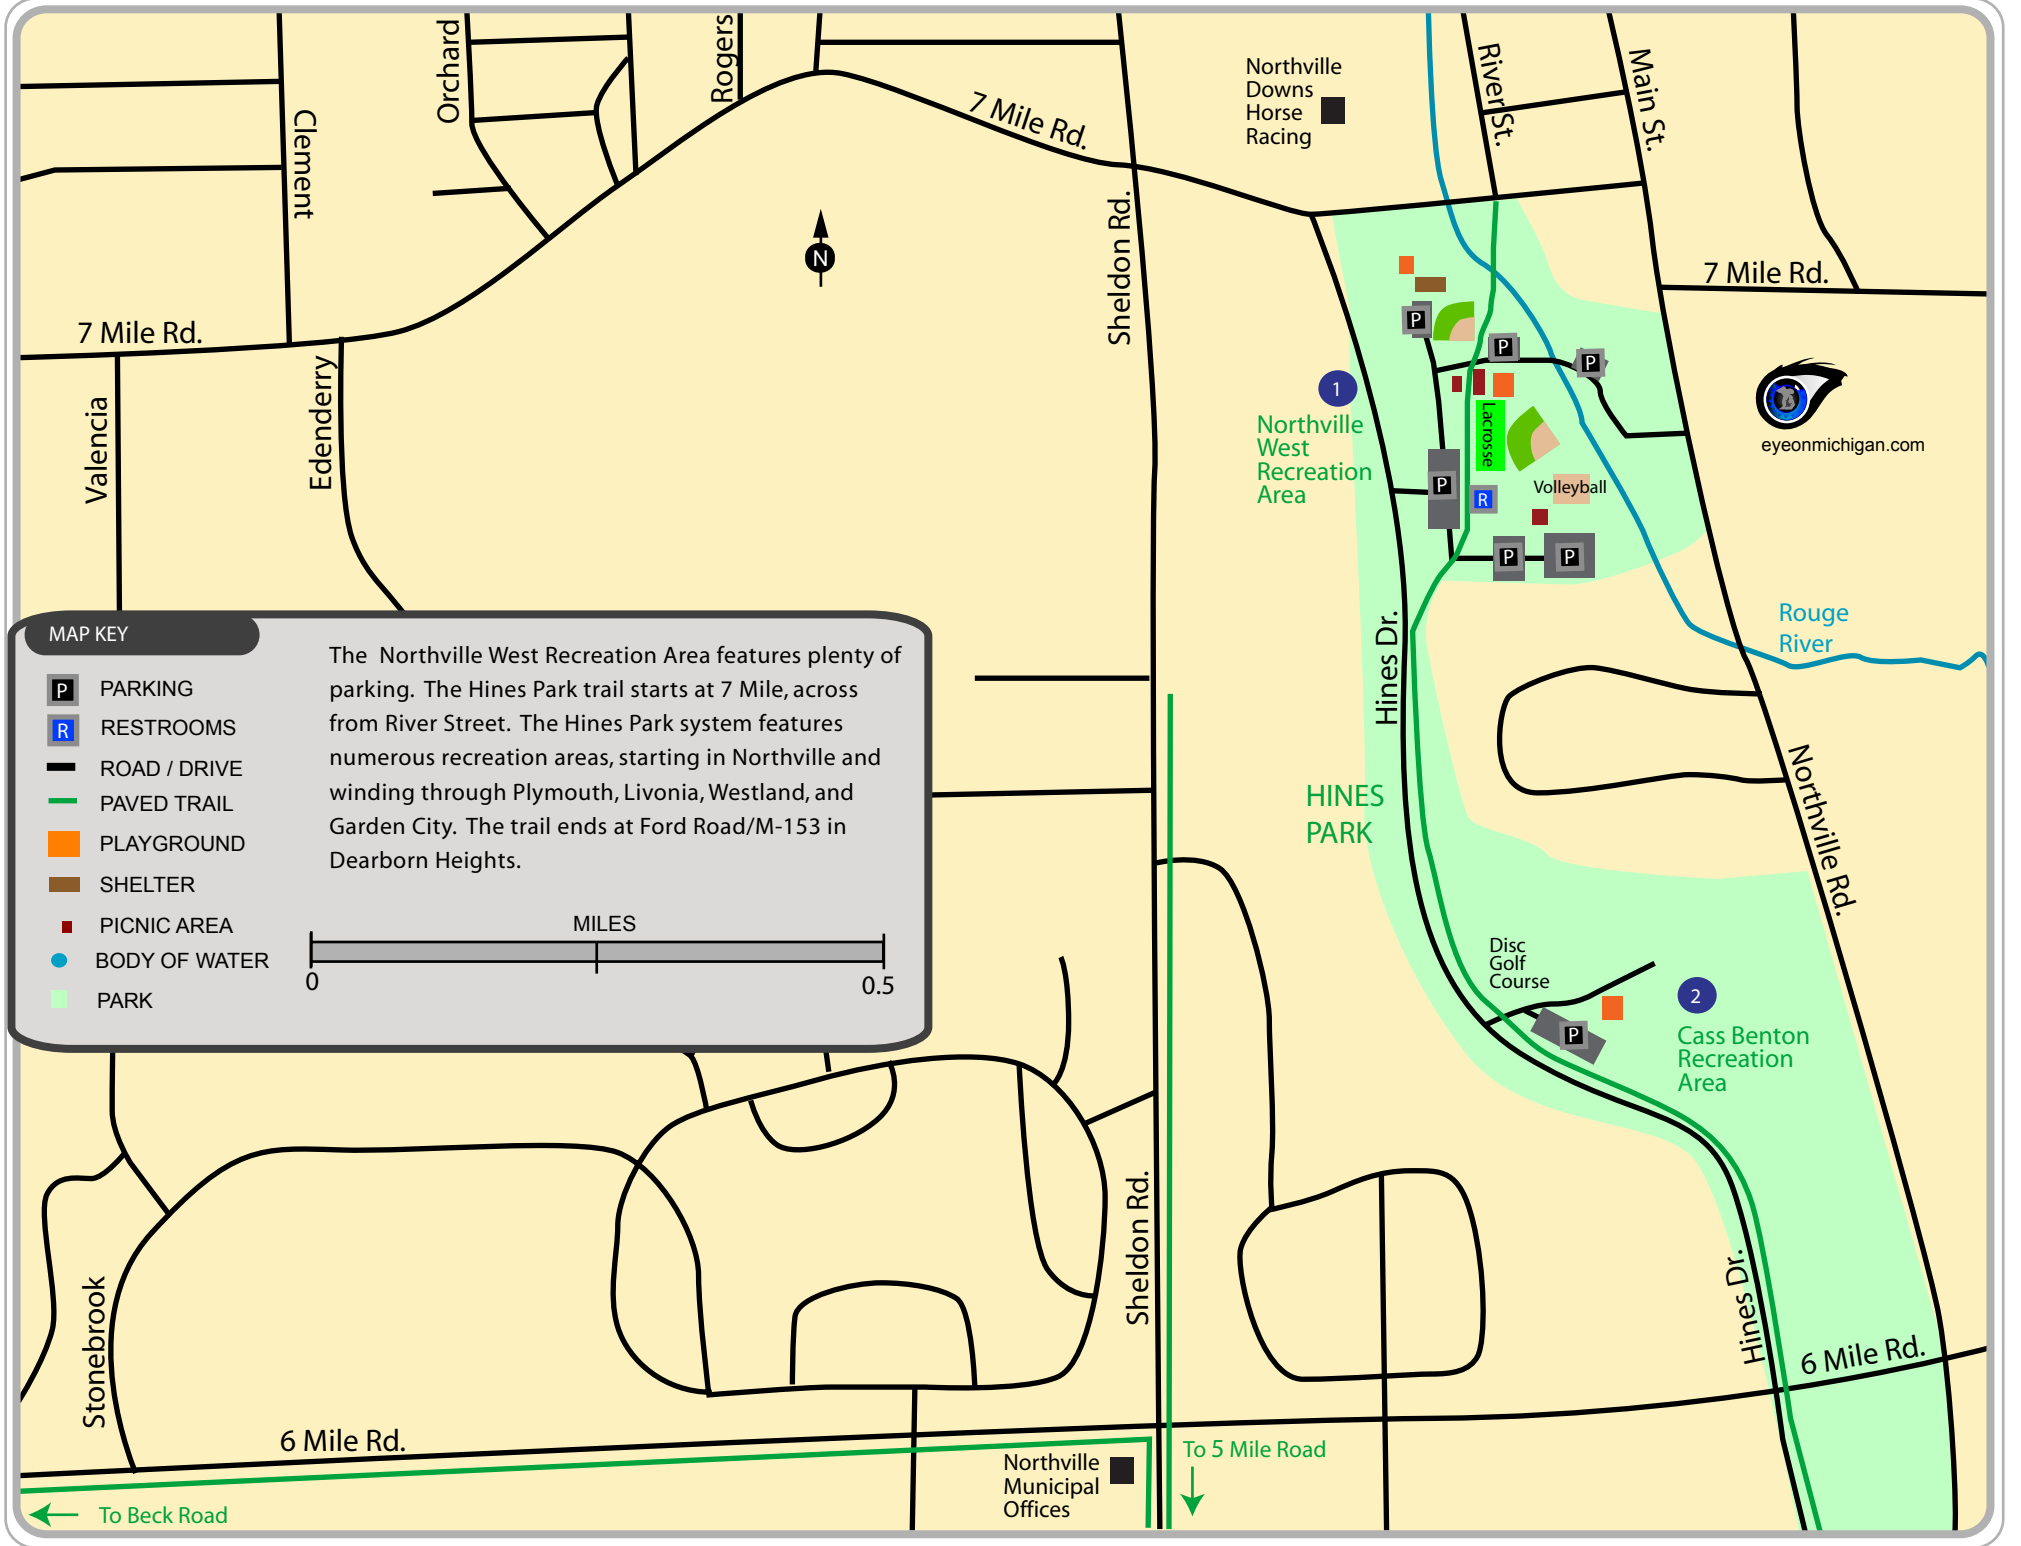 Orchard
Rogers
Clement
7 Mile Rd.
Sheldon Rd.
Northville
Downs
Horse
Racing
River St.
Main St.
7 Mile Rd.
N
7 Mile Rd.
Valencia
Edenderry
P
P
P
1
Northville
West
Recreation
Area
Lacrosse
P
R
Volleyball
P
P
eyeonmichigan.com
Rouge
River
Hines Dr.
HINES
PARK
Northville Rd.
MAP KEY
P PARKING
R RESTROOMS
ROAD / DRIVE
PAVED TRAIL
PLAYGROUND
SHELTER
PICNIC AREA
BODY OF WATER
PARK
The Northville West Recreation Area features plenty of
parking. The Hines Park trail starts at 7 Mile, across
from River Street. The Hines Park system features
numerous recreation areas, starting in Northville and
winding through Plymouth, Livonia, Westland, and
Garden City. The trail ends at Ford Road/M-153 in
Dearborn Heights.
MILES
0 0.5
Disc
Golf
Course
P
2
Cass Benton
Recreation
Area
Sheldon Rd.
Stonebrook
Hines Dr.
6 Mile Rd.
6 Mile Rd.
To 5 Mile Road
Northville
Municipal
Offices
To Beck Road